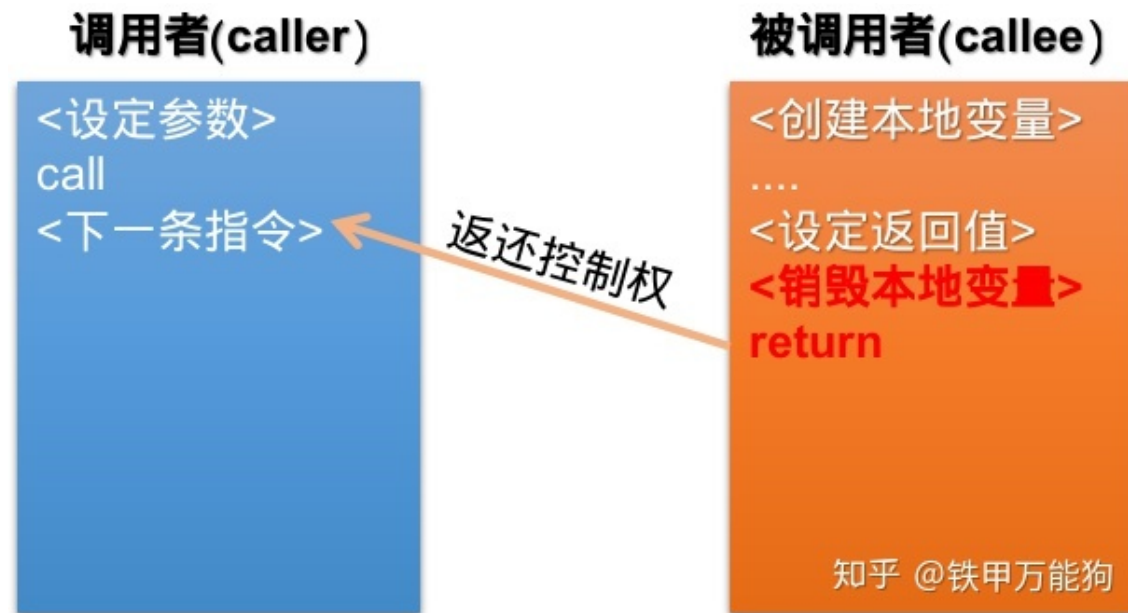 调用者(caller)
被调用者(callee)
<设定参数>
call
<下一条指令>
返还控制权
<创建本地变量>
....
<设定返回值>
<销毁本地变量>
return
知乎 @铁甲万能狗